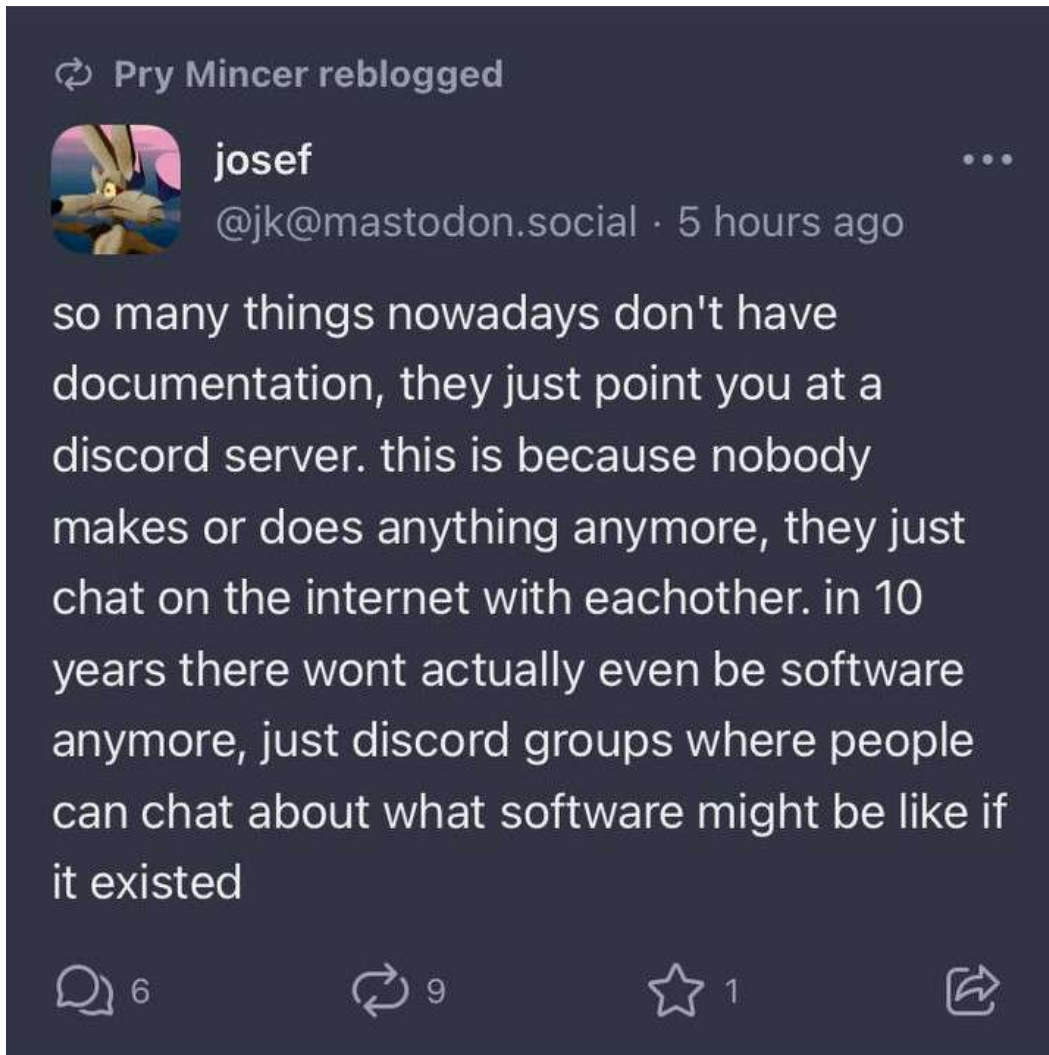 Pry Mincer reblogged
josef
@jk@mastodon.social · 5 hours ago
so many things nowadays don't have
documentation, they just point you at a
discord server. this is because nobody
makes or does anything anymore, they just
chat on the internet with eachother. in 10
years there wont actually even be software
anymore, just discord groups where people
can chat about what software might be like if
it existed
6 9 1